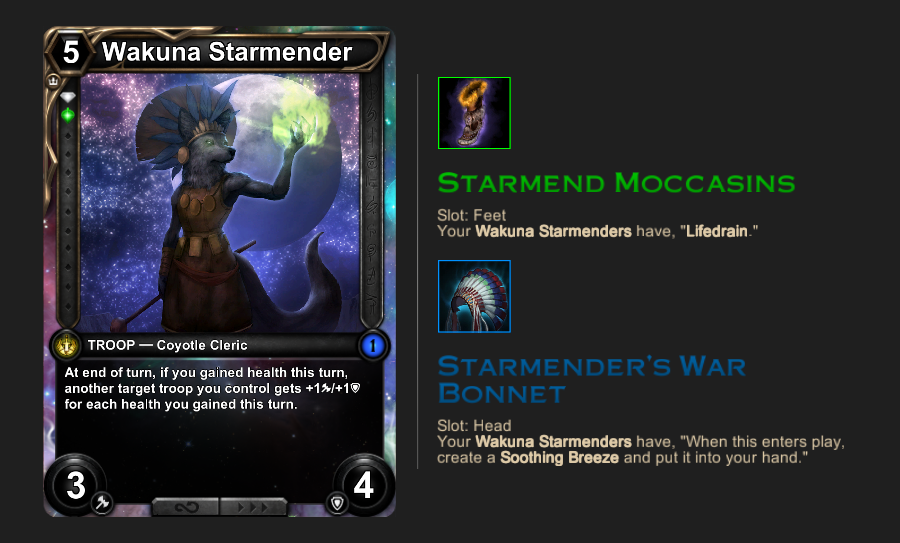 5 Wakuna Starmender
TROOP — Coyotle Cleric
1
At end of turn, if you gained health this turn,
another target troop you control gets +1/+1
for each health you gained this turn.
3
4
Starmend Moccasins
Slot: Feet
Your Wakuna Starmenders have, "Lifedrain."
Starmender's War
Bonnet
Slot: Head
Your Wakuna Starmenders have, "When this enters play,
create a Soothing Breeze and put it into your hand."